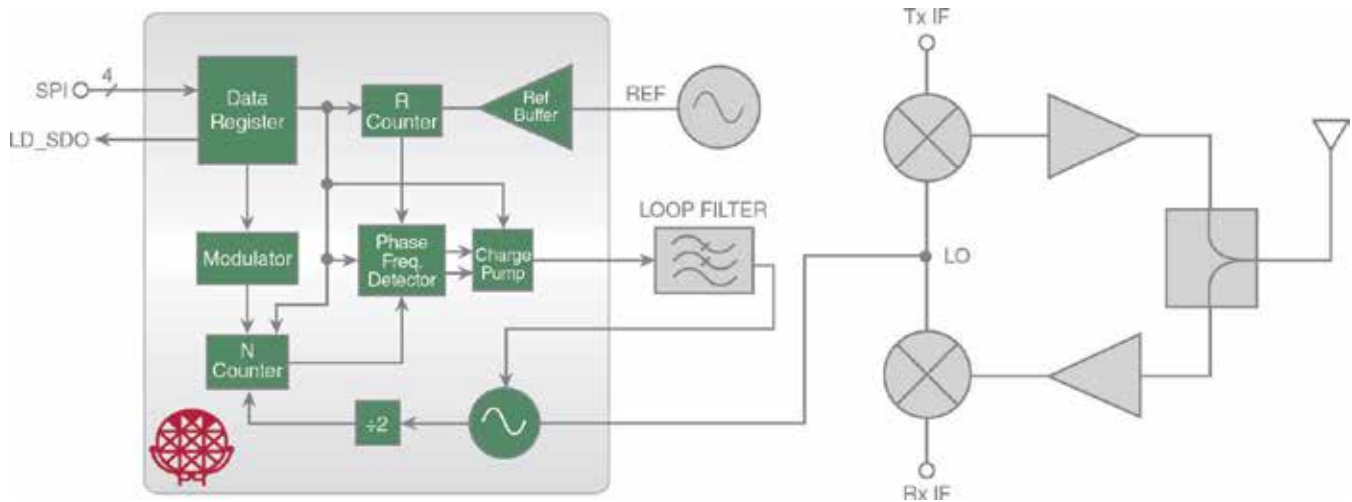 Tx IF
SPI
4
Data
Register
R
Counter
Ref
Buffer
REF
LD_SDO
LOOP FILTER
Modulator
Phase
Freq.
Detector
Charge
Pump
LO
N
Counter
÷2
Rx IF